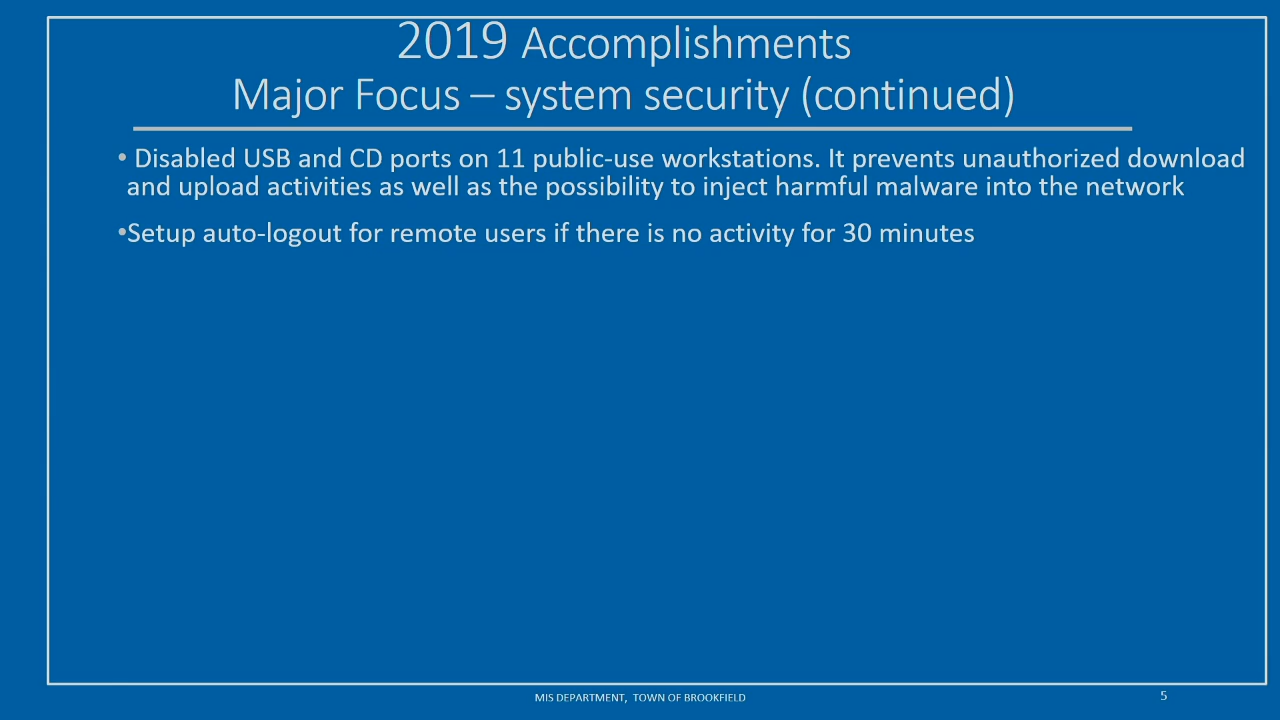 2019 Accomplishments
Major Focus – system security (continued)
• Disabled USB and CD ports on 11 public-use workstations. It prevents unauthorized download
and upload activities as well as the possibility to inject harmful malware into the network
•Setup auto-logout for remote users if there is no activity for 30 minutes
MIS DEPARTMENT, TOWN OF BROOKFIELD
5